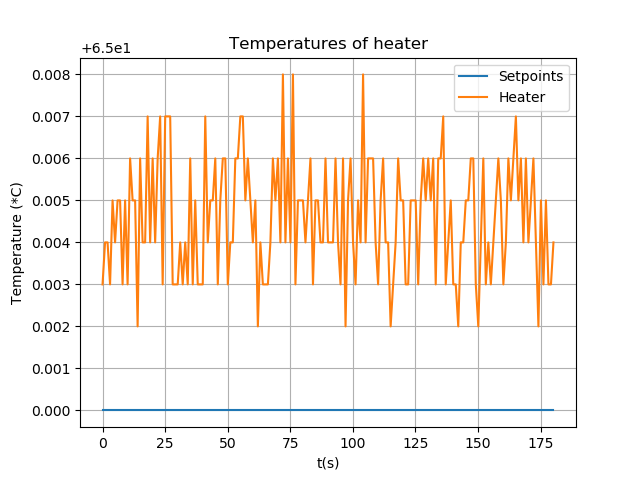 Temperatures of heater
+6.5e1
Setpoints
Heater
0.008
0.007
0.006
0.005
0.004
0.003
0.002
0.001
0.000
Temperature (*C)
0 25 50 75 100 125 150 175
t(s)